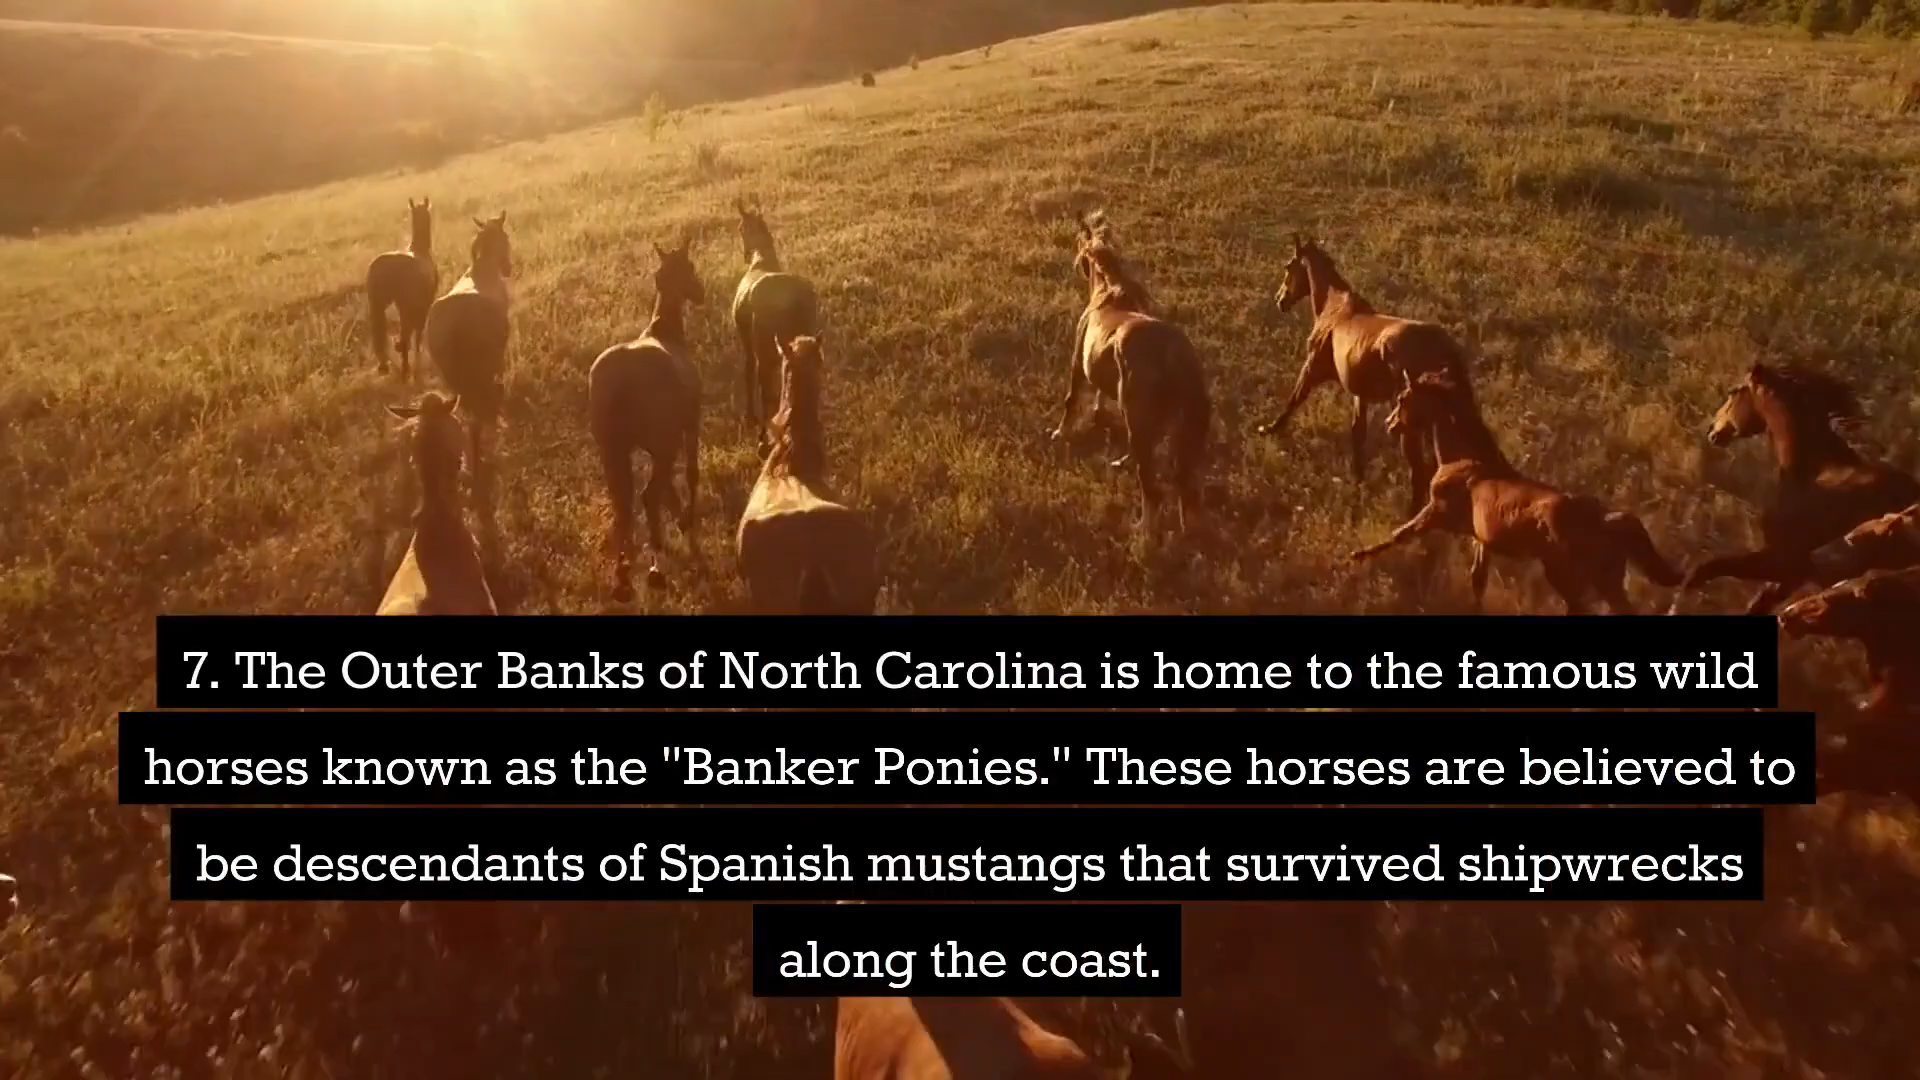 7. The Outer Banks of North Carolina is home to the famous wild
horses known as the "Banker Ponies." These horses are believed to
be descendants of Spanish mustangs that survived shipwrecks
along the coast.